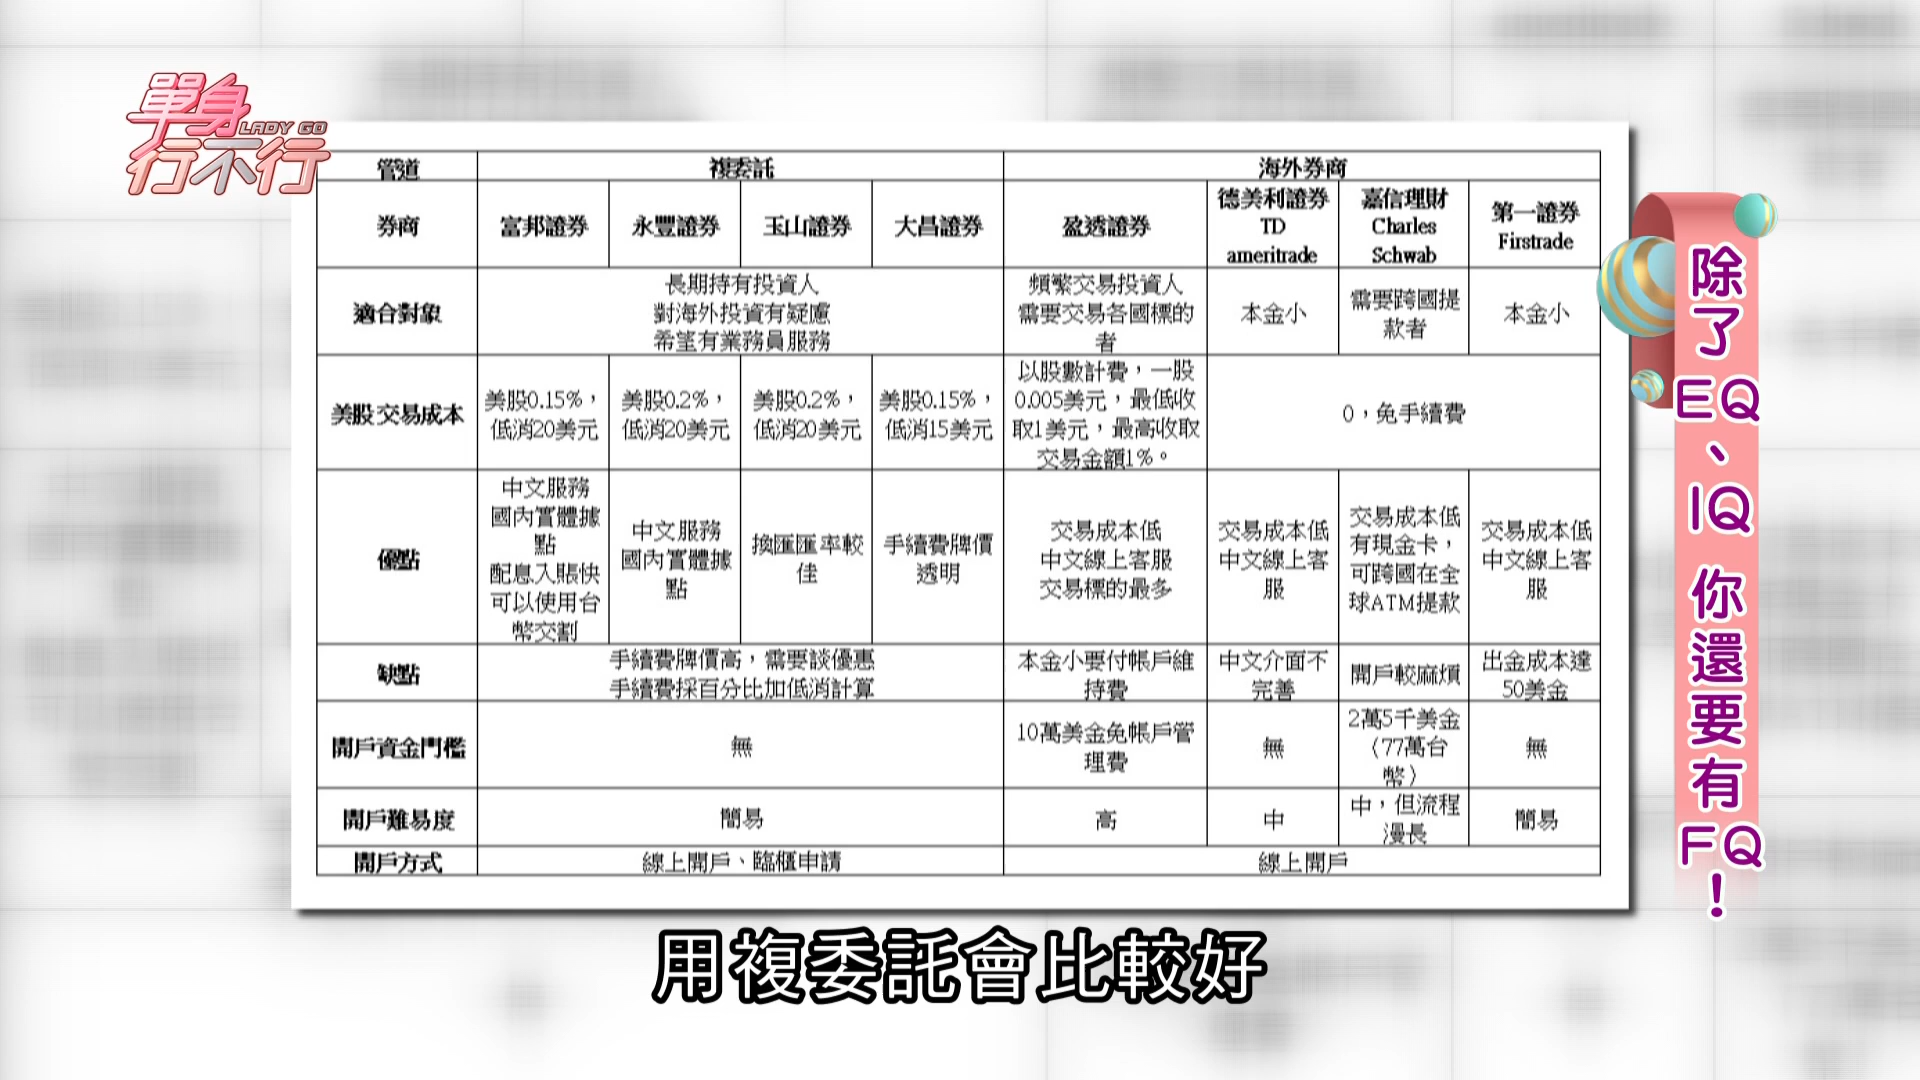 單身
LADY GO
行不行
管道
複委託
海外券商
券商
富邦證券
永豐證券
玉山證券
大昌證券
盈透證券
德美利證券
TD
ameritrade
嘉信理財
Charles
Schwab
第一證券
Firstrade
適合對象
長期持有投資人
對海外投資有疑慮
希望有業務員服務
頻繁交易投資人
需要交易各國標的
者
本金小
需要跨國提
款者
本金小
美股交易成本
美股0.15%，
低消20美元
美股0.2%，
低消20美元
美股0.2%，
低消20美元
美股0.15%，
低消15美元
以股數計費，一股
0.005美元，最低收
取1美元，最高收取
交易金額1%。
0，免手續費
優點
中文服務
國內實體據
點
配息入賬快
可以使用台
幣交割
中文服務
國內實體據
點
換匯匯率較
佳
手續費牌價
透明
交易成本低
中文線上客服
交易標的最多
交易成本低
中文線上客
服
交易成本低
有現金卡，
可跨國在全
球ATM提款
交易成本低
中文線上客
服
缺點
手續費牌價高，需要談優惠
手續費採百分比加低消計算
本金小要付帳戶維
持費
中文介面不
完善
開戶較麻煩
出金成本達
50美金
開戶資金門檻
無
10萬美金免帳戶管
理費
無
2萬5千美金
（77萬台
幣）
無
開戶難易度
簡易
高
中
中，但流程
漫長
簡易
開戶方式
線上開戶、臨櫃申請
線上開戶
除了EQ、IQ 你還要有FQ！
用複委託會比較好